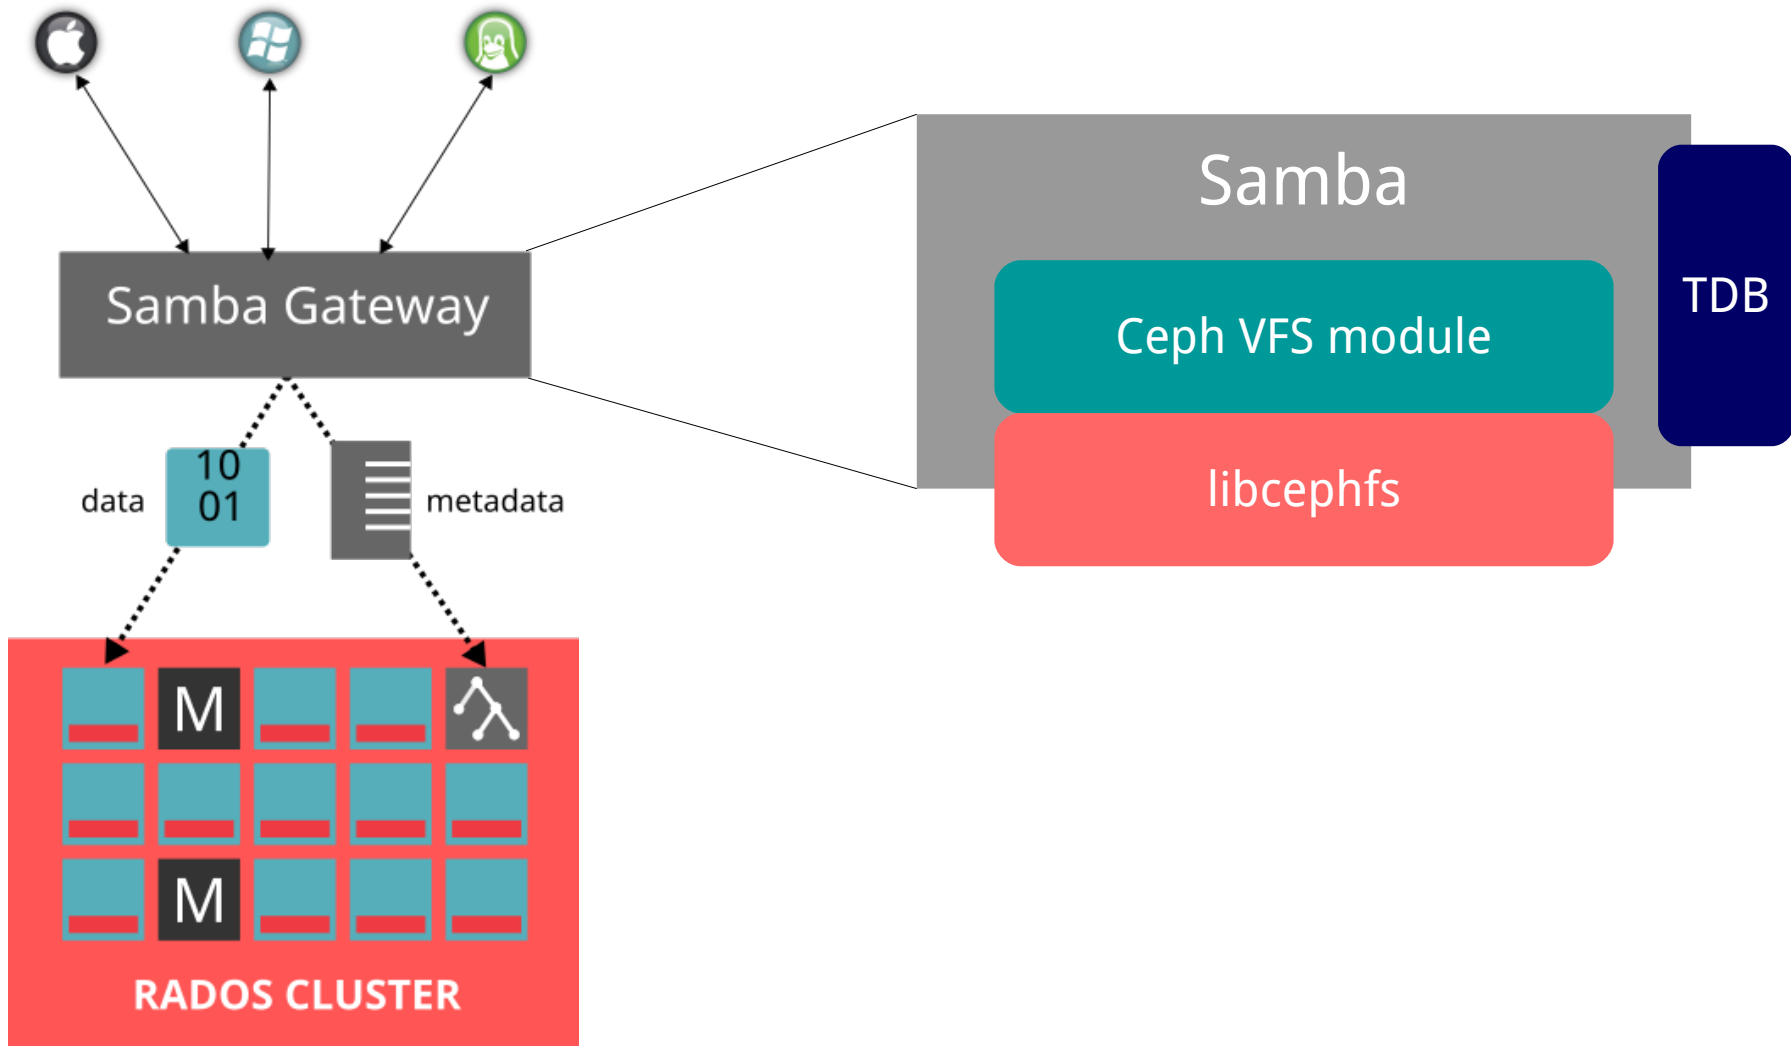 Samba Gateway
10
01
data
metadata
M
M
RADOS CLUSTER
Samba
Ceph VFS module
libcephfs
TDB